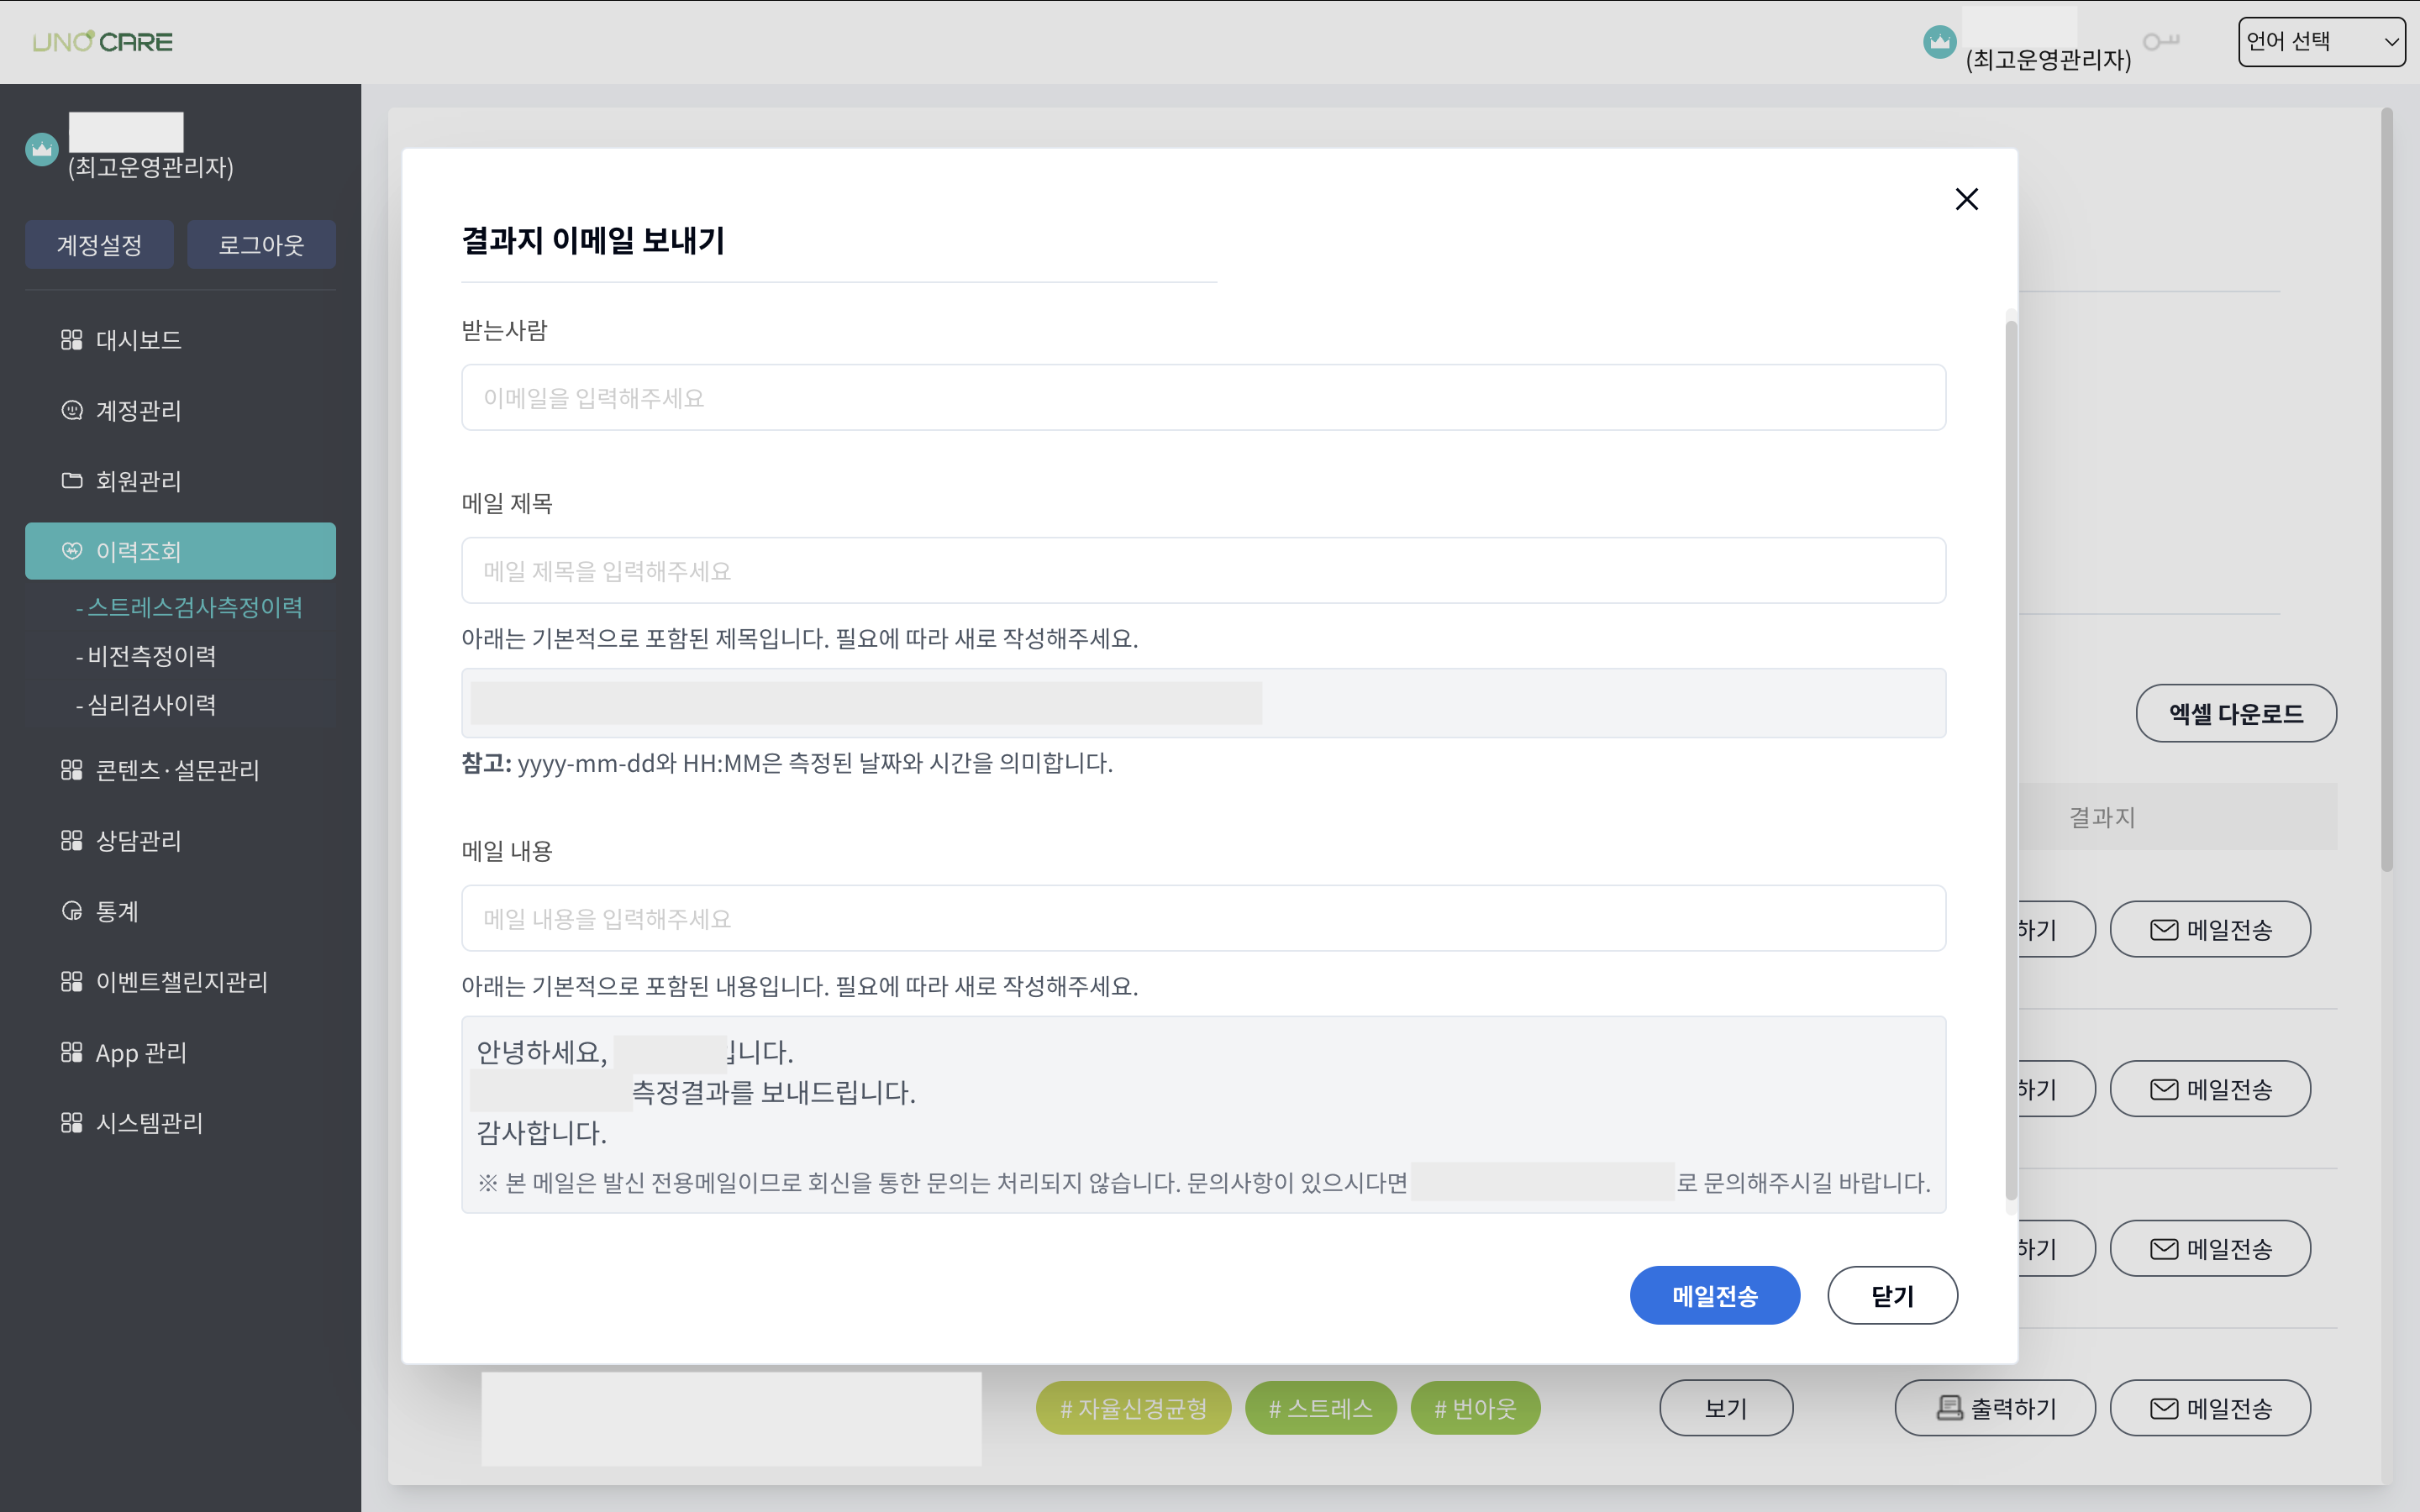 UNO CARE
(최고운영관리자)
언어 선택
(최고운영관리자)
계정설정
로그아웃
대시보드
계정관리
회원관리
이력조회
- 스트레스검사측정이력
- 비전측정이력
- 심리검사이력
콘텐츠·설문관리
상담관리
통계
이벤트챌린지관리
App 관리
시스템관리
결과지 이메일 보내기
받는사람
이메일을 입력해주세요
메일 제목
메일 제목을 입력해주세요
아래는 기본적으로 포함된 제목입니다. 필요에 따라 새로 작성해주세요.
참고: yyyy-mm-dd와 HH:MM은 측정된 날짜와 시간을 의미합니다.
메일 내용
메일 내용을 입력해주세요
아래는 기본적으로 포함된 내용입니다. 필요에 따라 새로 작성해주세요.
안녕하세요, 입니다.
측정결과를 보내드립니다.
감사합니다.
※ 본 메일은 발신 전용메일이므로 회신을 통한 문의는 처리되지 않습니다. 문의사항이 있으시다면 로 문의해주시길 바랍니다.
메일전송
닫기
엑셀 다운로드
결과지
하기
메일전송
하기
메일전송
하기
메일전송
# 자율신경균형
# 스트레스
# 번아웃
보기
출력하기
메일전송